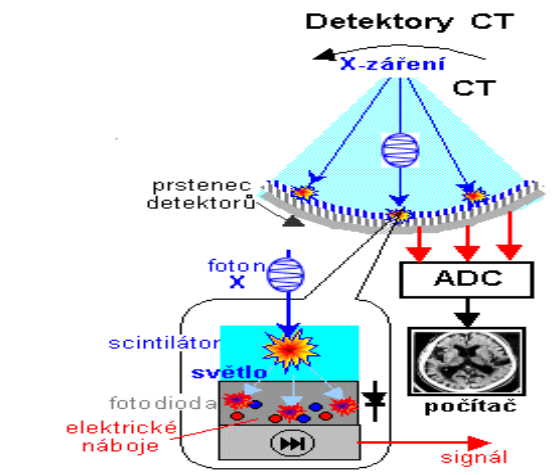 Detektory CT
X-záření
CT
prstenec
detektorů
foton
X
ADC
scintilátor
světlo
fotodioda
počítač
elektrické
náboje
signál